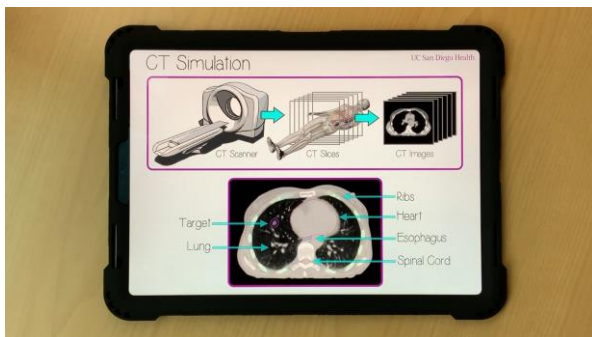 CT Simulation
UC San Diego Health
CT Scanner
CT Slices
CT Images
Target
Lung
Ribs
Heart
Esophagus
Spinal Cord